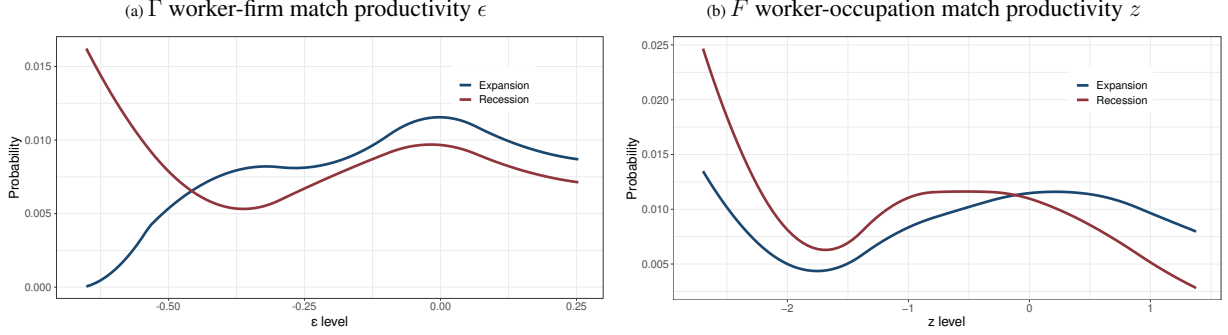 (a) Γ worker-firm match productivity ϵ
0.015
0.010
0.005
0.000
Probability
Expansion
Recession
-0.50
-0.25
0.00
0.25
ε level
(b) F worker-occupation match productivity z
0.025
0.020
0.015
0.010
0.005
Probability
Expansion
Recession
−2
−1
0
1
z level